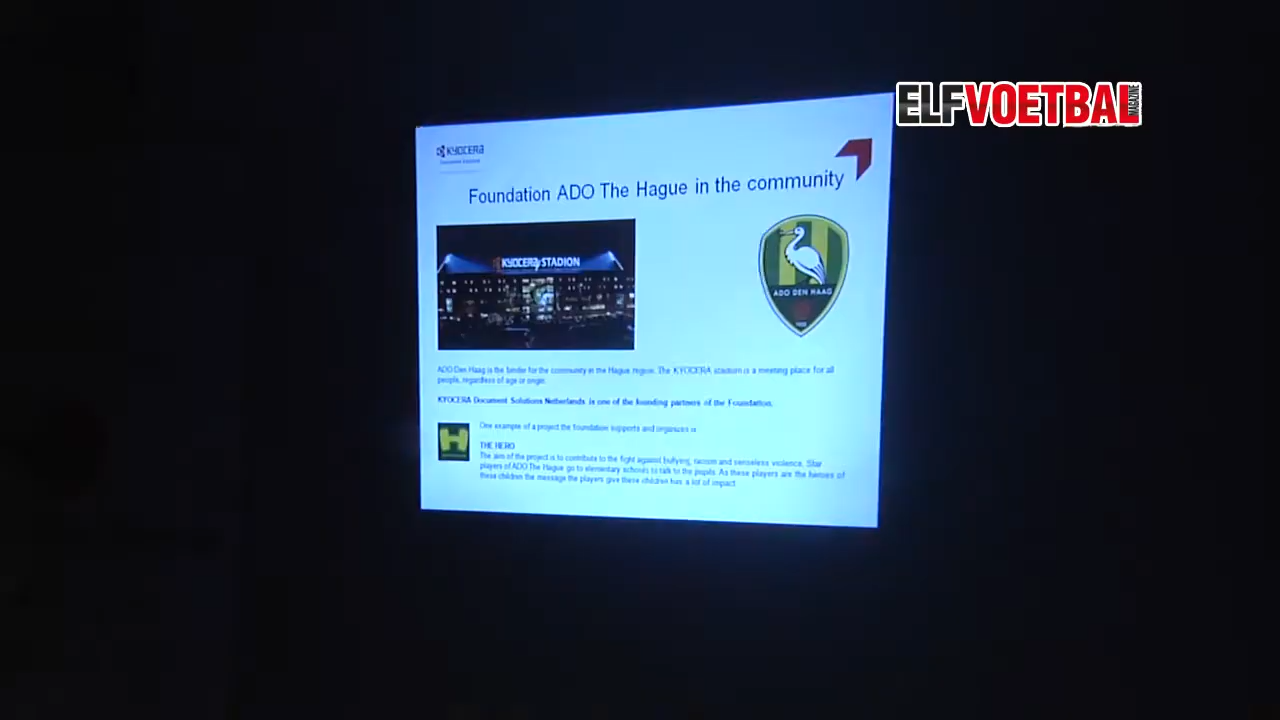 ELFVOETBAL
MAGAZINE
KYOCERA
Document Solutions
Foundation ADO The Hague in the community
KYOCERA STADION
ADO DEN HAAG
ADO Den Haag is the binder for the community in the Hague region. The KYOCERA stadium is a meeting place for all
people, regardless of age or origin.
KYOCERA Document Solutions Netherlands is one of the founding partners of the Foundation.
One example of a project the foundation supports and organizes is
H
THE HERO
The aim of the project is to contribute to the fight against bullying, racism and senseless violence. Star
players of ADO The Hague go to elementary schools to talk to the pupils. As these players are the heroes of
these children the message the players give these children has a lot of impact.